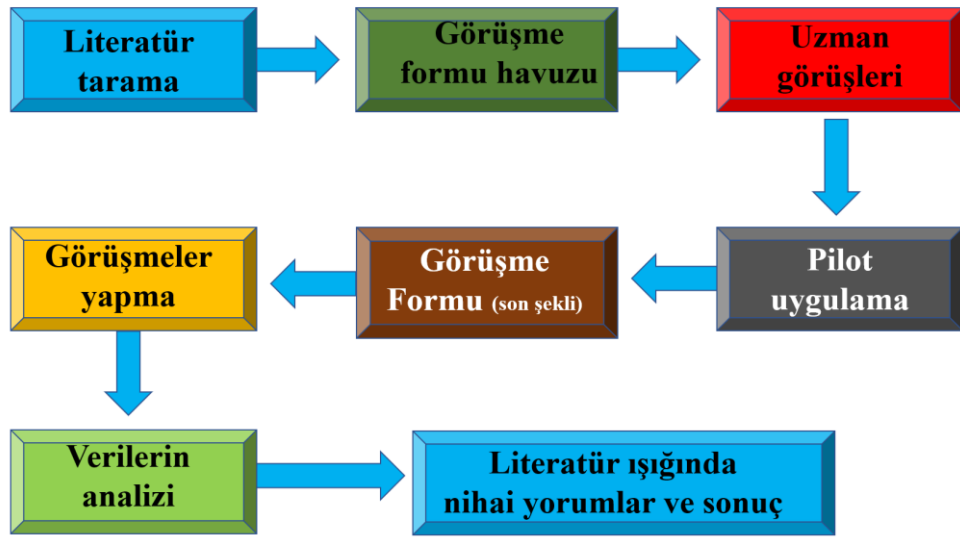 Literatür
tarama
Görüşme
formu havuzu
Uzman
görüşleri
Pilot
uygulama
Görüşme
Formu (son şekli)
Görüşmeler
yapma
Verilerin
analizi
Literatür ışığında
nihai yorumlar ve sonuç